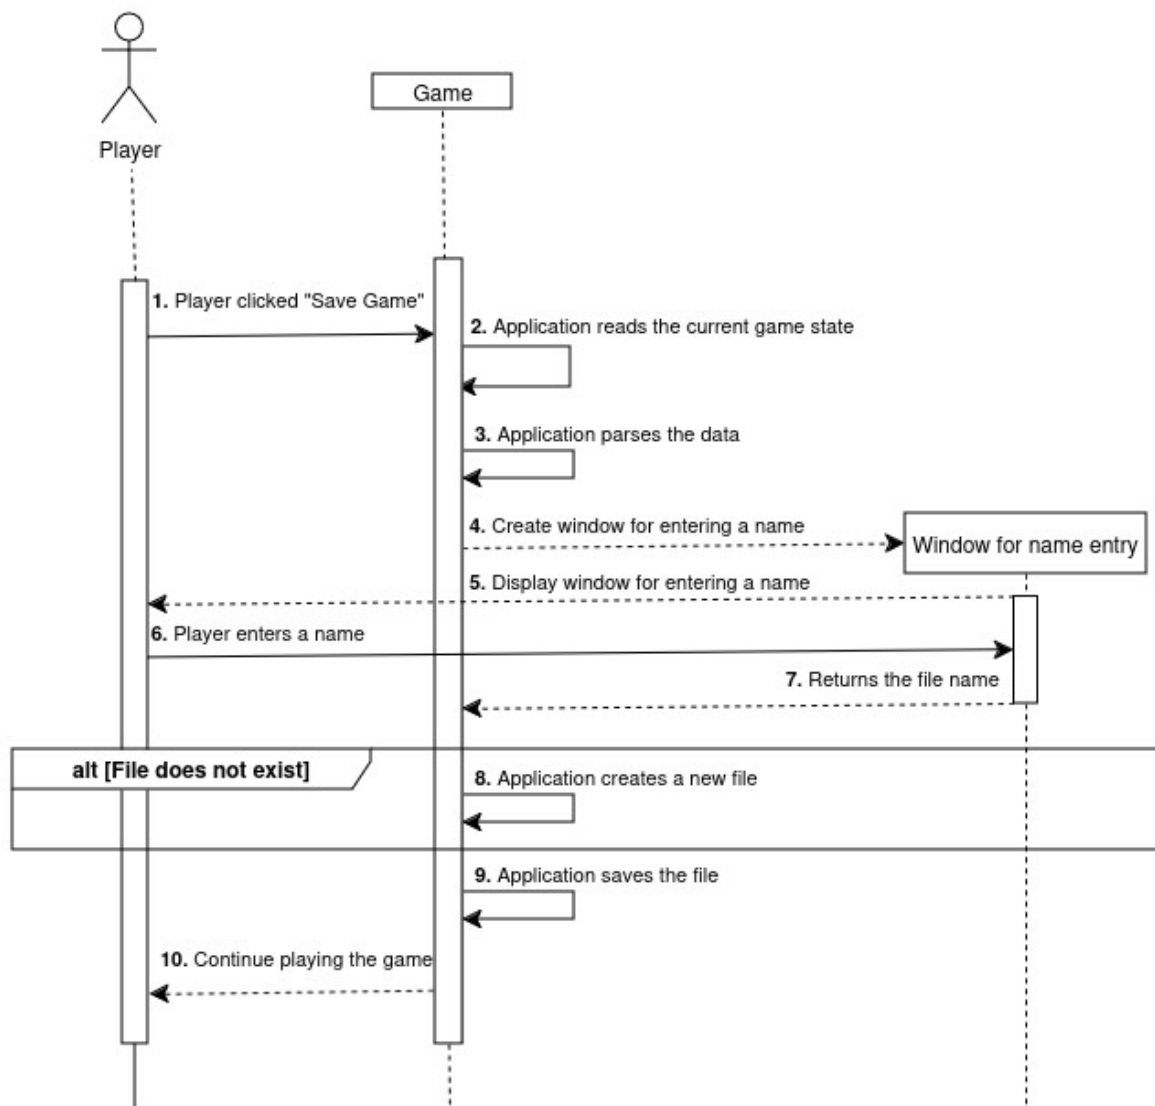 Game
Player
1. Player clicked "Save Game"
2. Application reads the current game state
3. Application parses the data
4. Create window for entering a name
Window for name entry
5. Display window for entering a name
6. Player enters a name
7. Returns the file name
alt [File does not exist]
8. Application creates a new file
9. Application saves the file
10. Continue playing the game